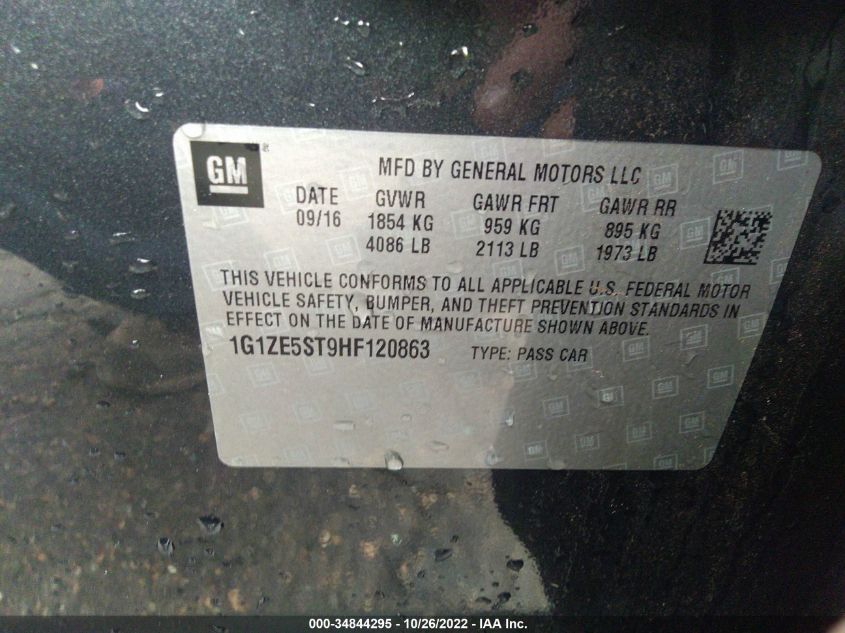 GM
MFD BY GENERAL MOTORS LLC
DATE GVWR GAWR FRT GAWR RR
09/16 1854 KG 959 KG 895 KG
4086 LB 2113 LB 1973 LB
THIS VEHICLE CONFORMS TO ALL APPLICABLE U.S. FEDERAL MOTOR
VEHICLE SAFETY, BUMPER, AND THEFT PREVENTION STANDARDS IN
EFFECT ON THE DATE OF MANUFACTURE SHOWN ABOVE.
1G1ZE5ST9HF120863 TYPE: PASS CAR
000-34844295 - 10/26/2022 - IAA Inc.